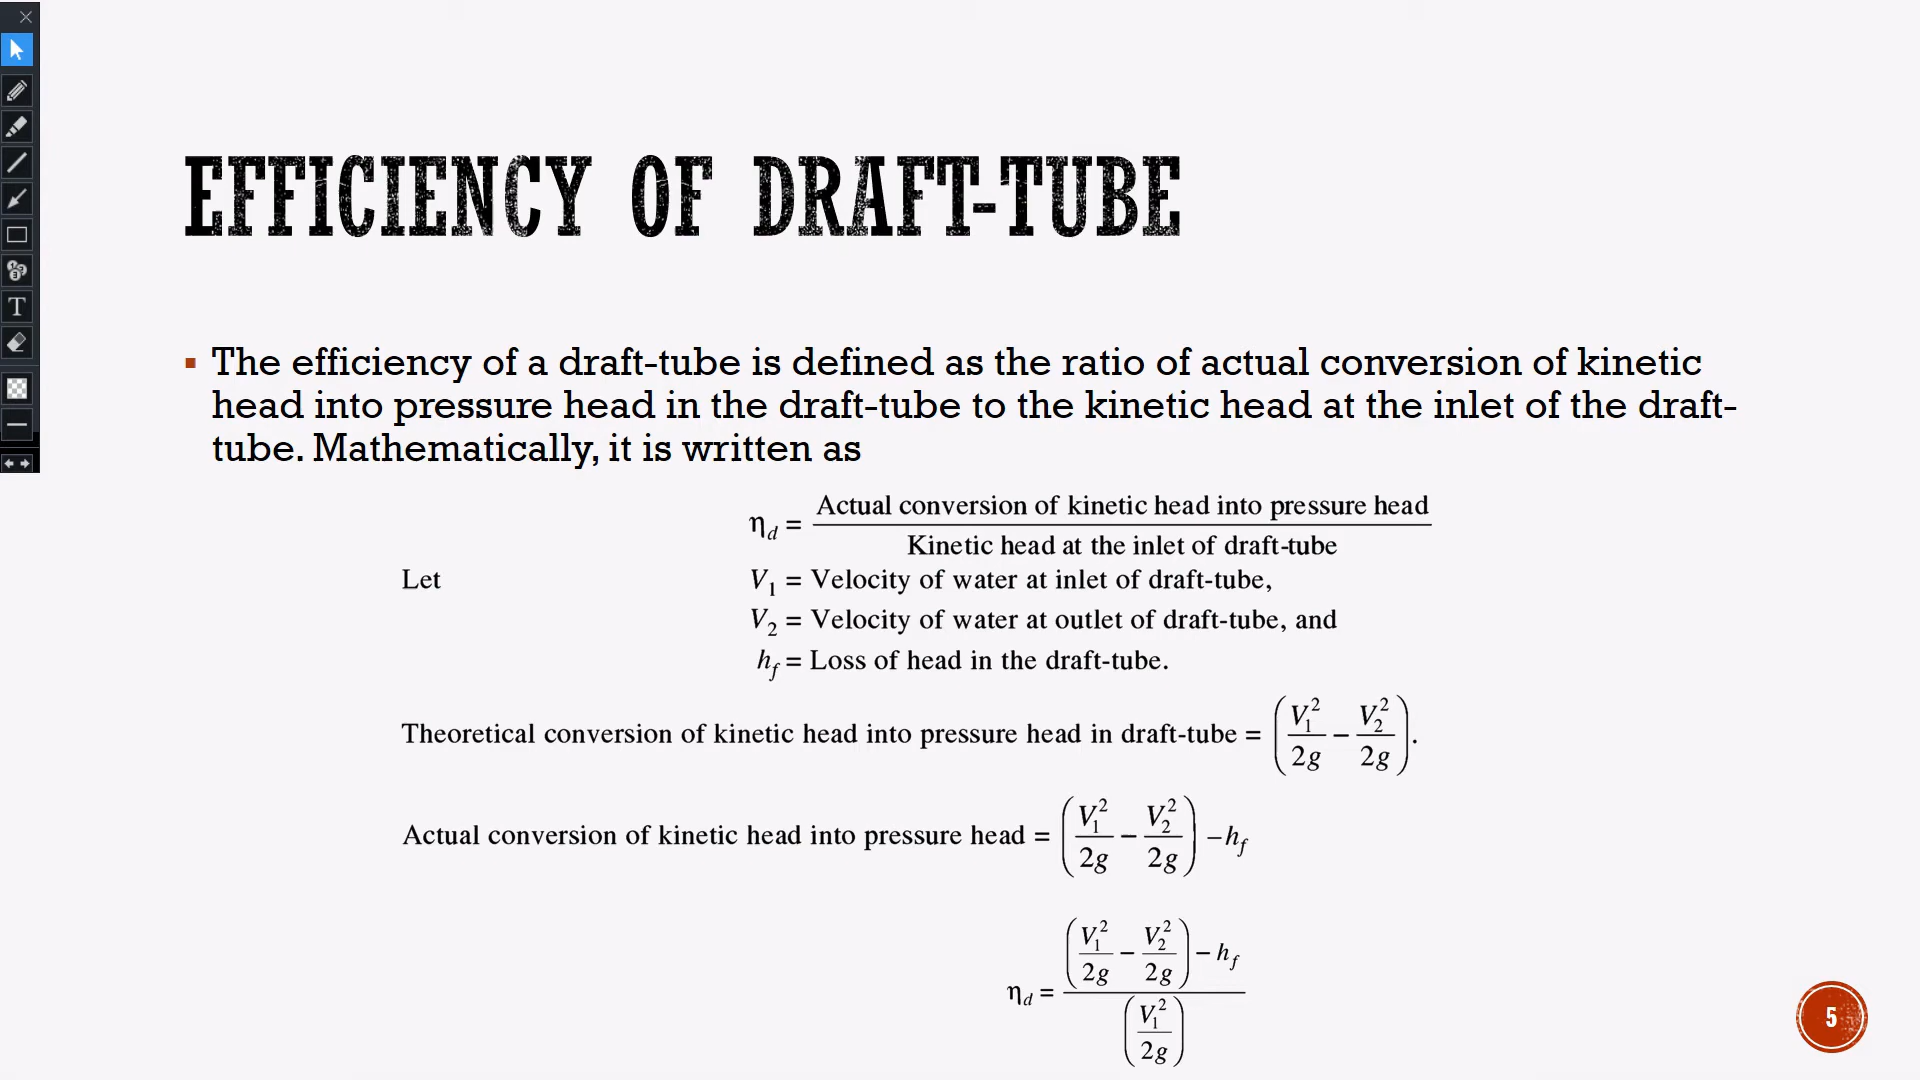 EFFICIENCY OF DRAFT-TUBE
▪ The efficiency of a draft-tube is defined as the ratio of actual conversion of kinetic
head into pressure head in the draft-tube to the kinetic head at the inlet of the draft-
tube. Mathematically, it is written as
η_d = Actual conversion of kinetic head into pressure head / Kinetic head at the inlet of draft-tube
Let V₁ = Velocity of water at inlet of draft-tube,
V₂ = Velocity of water at outlet of draft-tube, and
h_f = Loss of head in the draft-tube.
Theoretical conversion of kinetic head into pressure head in draft-tube = (V₁²/2g − V₂²/2g).
Actual conversion of kinetic head into pressure head = (V₁²/2g − V₂²/2g) − h_f
η_d = ((V₁²/2g − V₂²/2g) − h_f) / (V₁²/2g)
5